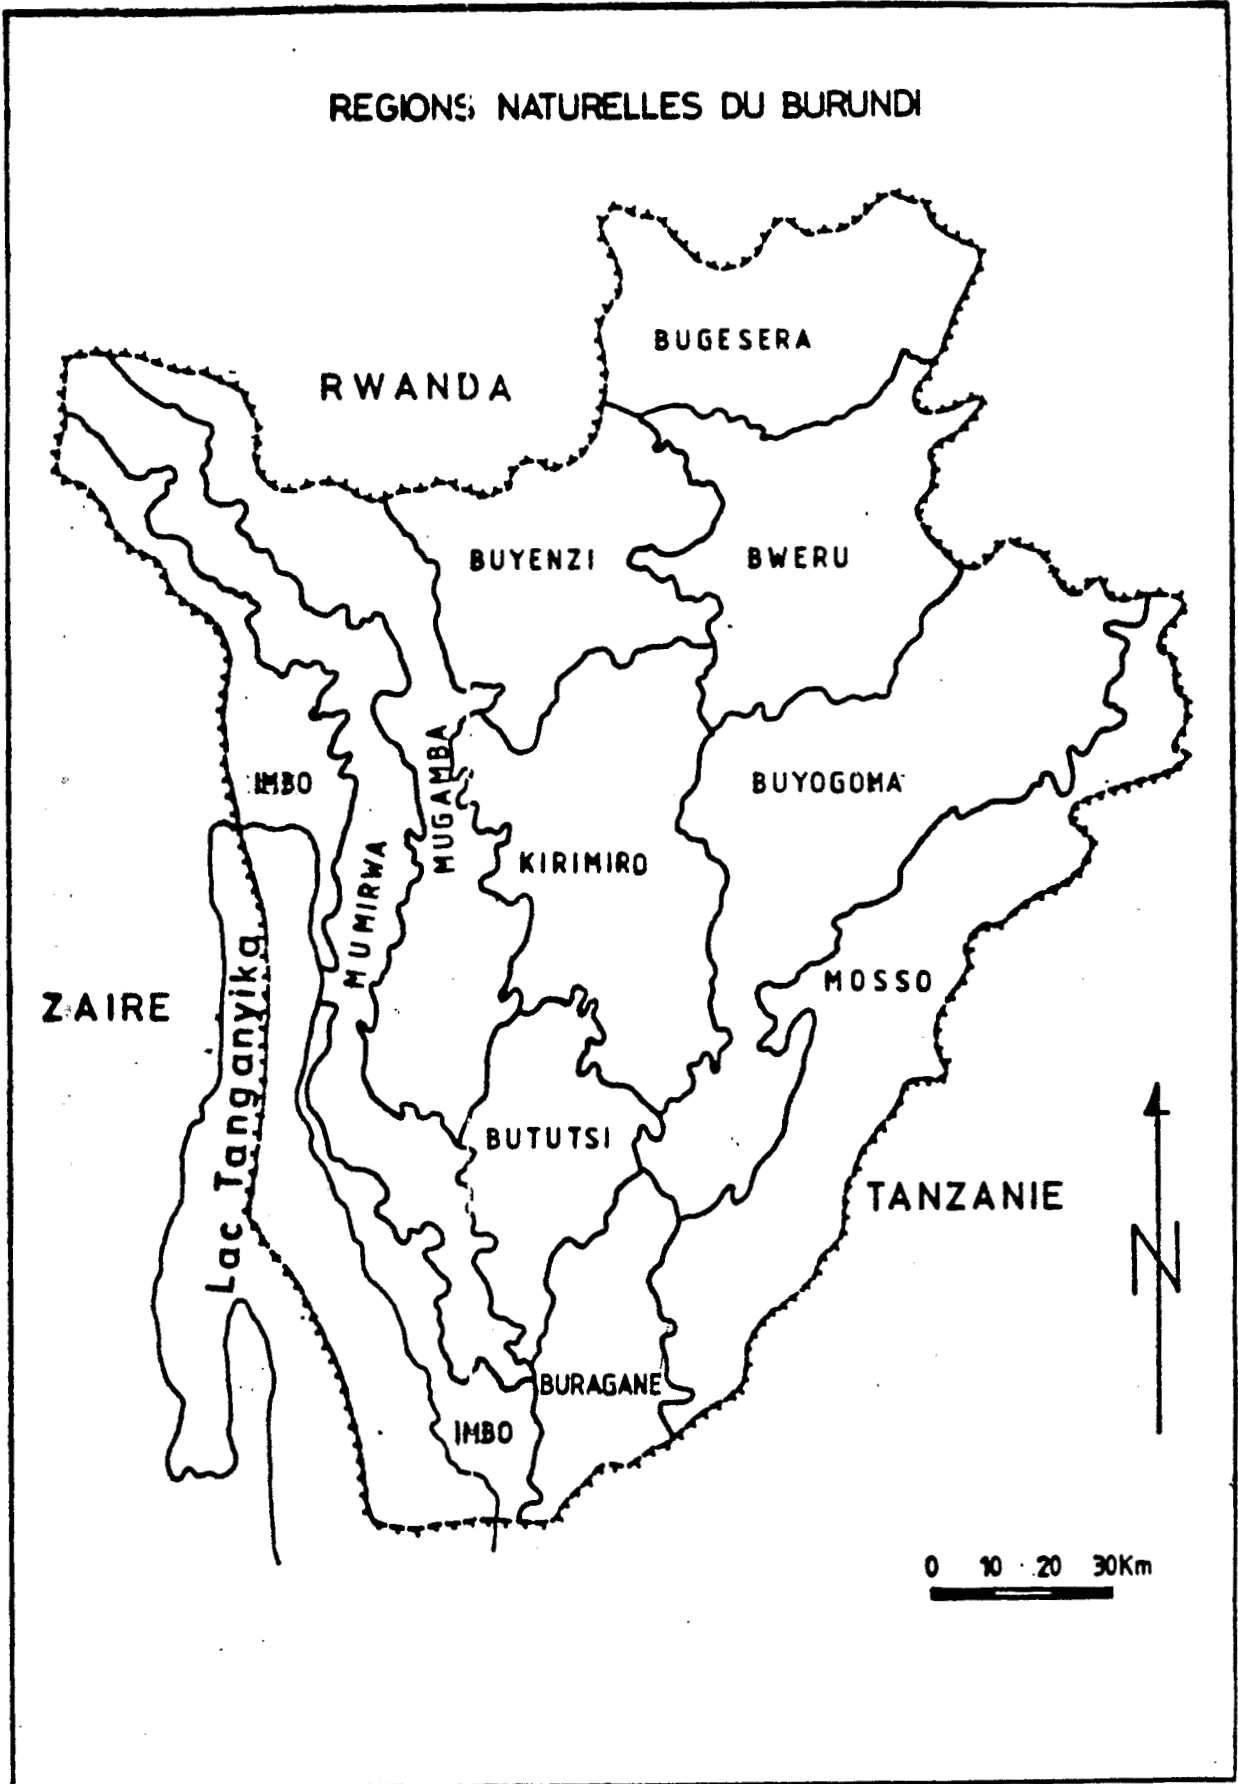 REGIONS NATURELLES DU BURUNDI
BUGESERA
RWANDA
BUYENZI
BWERU
IMBO
MUGAMBA
BUYOGOMA
KIRIMIRO
MUMIRWA
MOSSO
ZAIRE
Lac Tanganyika
BUTUTSI
TANZANIE
N
BURAGANE
IMBO
0 10 20 30Km